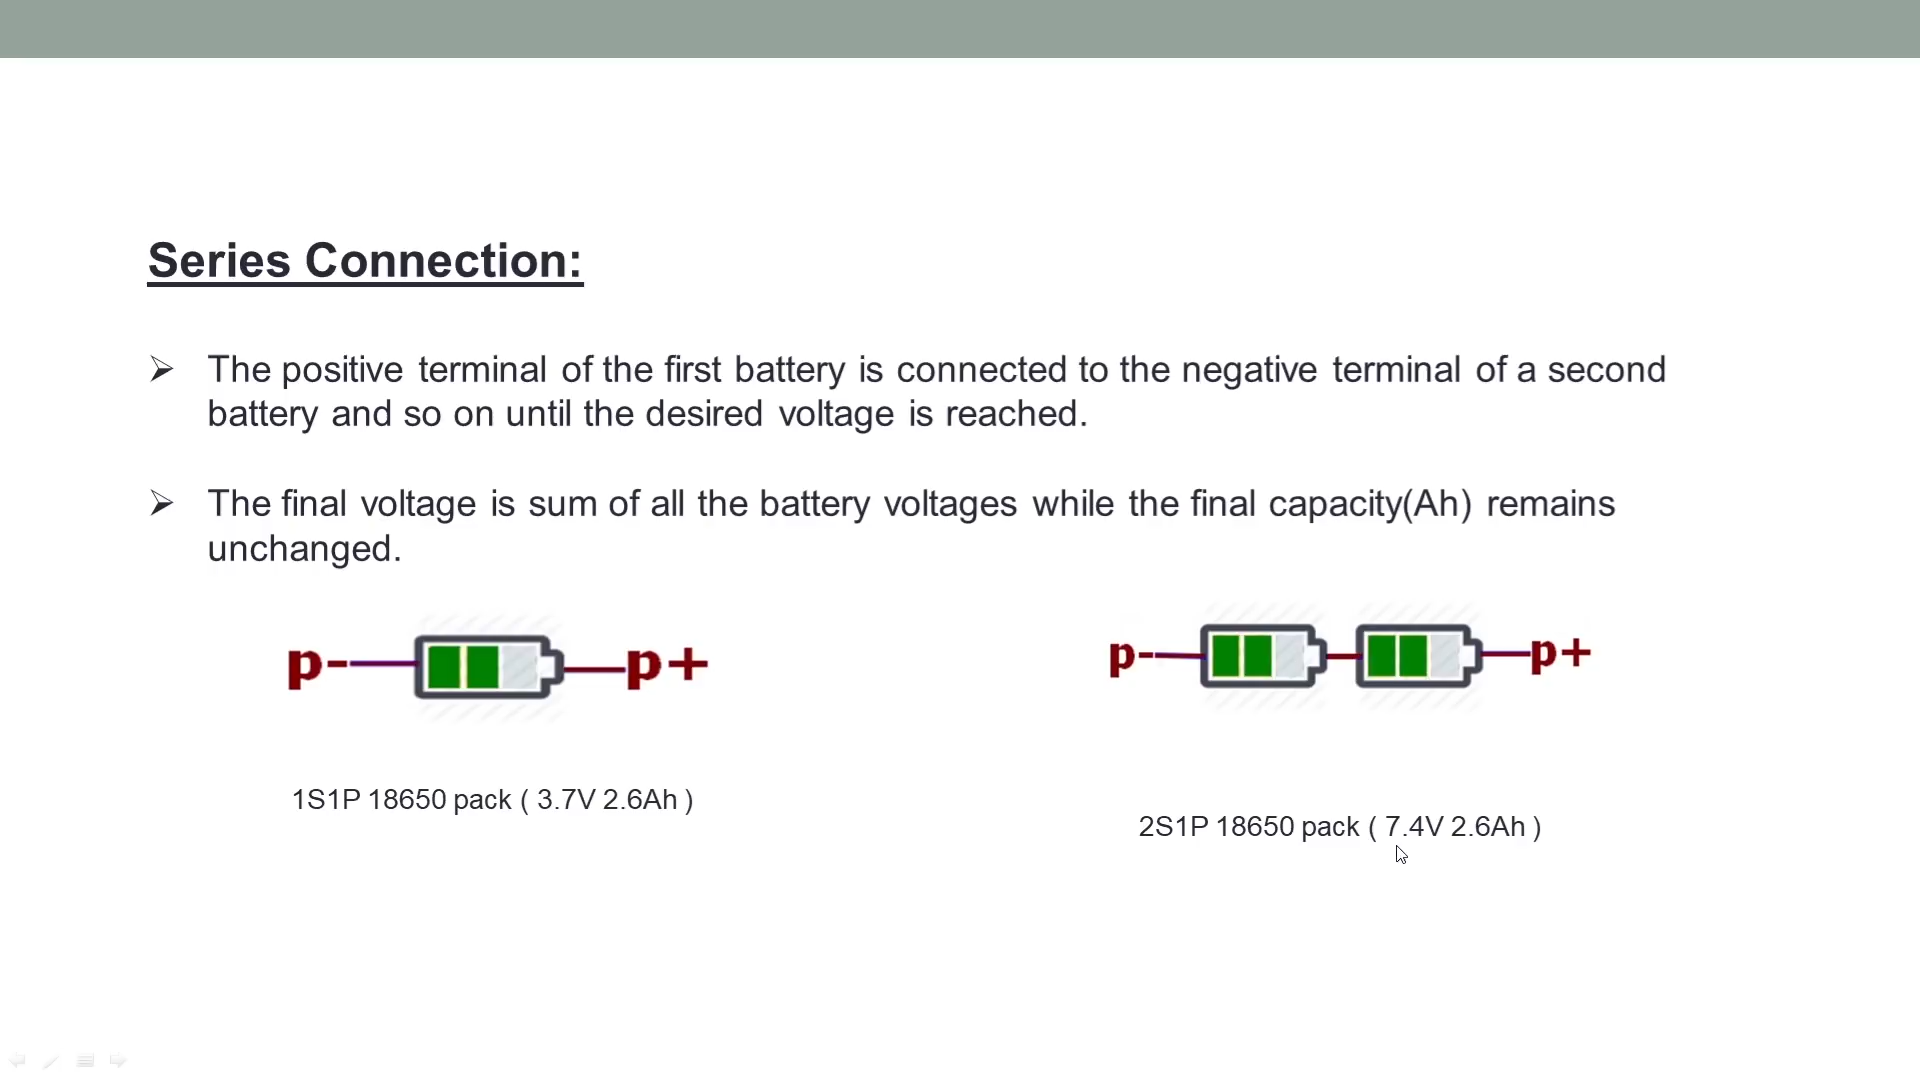 Series Connection:
The positive terminal of the first battery is connected to the negative terminal of a second
battery and so on until the desired voltage is reached.
The final voltage is sum of all the battery voltages while the final capacity(Ah) remains
unchanged.
p- p+
p- p+
1S1P 18650 pack ( 3.7V 2.6Ah )
2S1P 18650 pack ( 7.4V 2.6Ah )